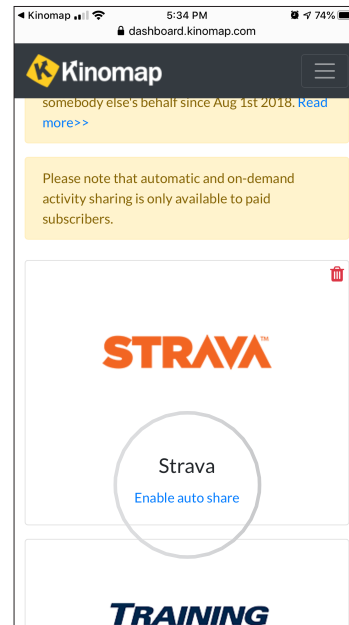 Kinomap 5:34 PM 74%
dashboard.kinomap.com
Kinomap
somebody else's behalf since Aug 1st 2018. Read
more>>
Please note that automatic and on-demand
activity sharing is only available to paid
subscribers.
STRAVA™
Strava
Enable auto share
TRAINING